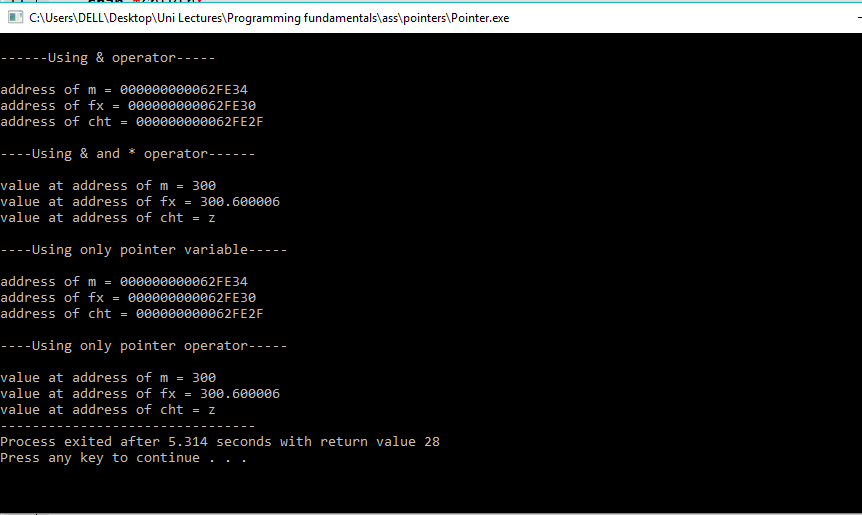 C:\Users\DELL\Desktop\Uni Lectures\Programming fundamentals\ass\pointers\Pointer.exe
------Using & operator-----
address of m = 000000000062FE34
address of fx = 000000000062FE30
address of cht = 000000000062FE2F
----Using & and * operator------
value at address of m = 300
value at address of fx = 300.600006
value at address of cht = z
----Using only pointer variable-----
address of m = 000000000062FE34
address of fx = 000000000062FE30
address of cht = 000000000062FE2F
----Using only pointer operator-----
value at address of m = 300
value at address of fx = 300.600006
value at address of cht = z
--------------------------------
Process exited after 5.314 seconds with return value 28
Press any key to continue . . .